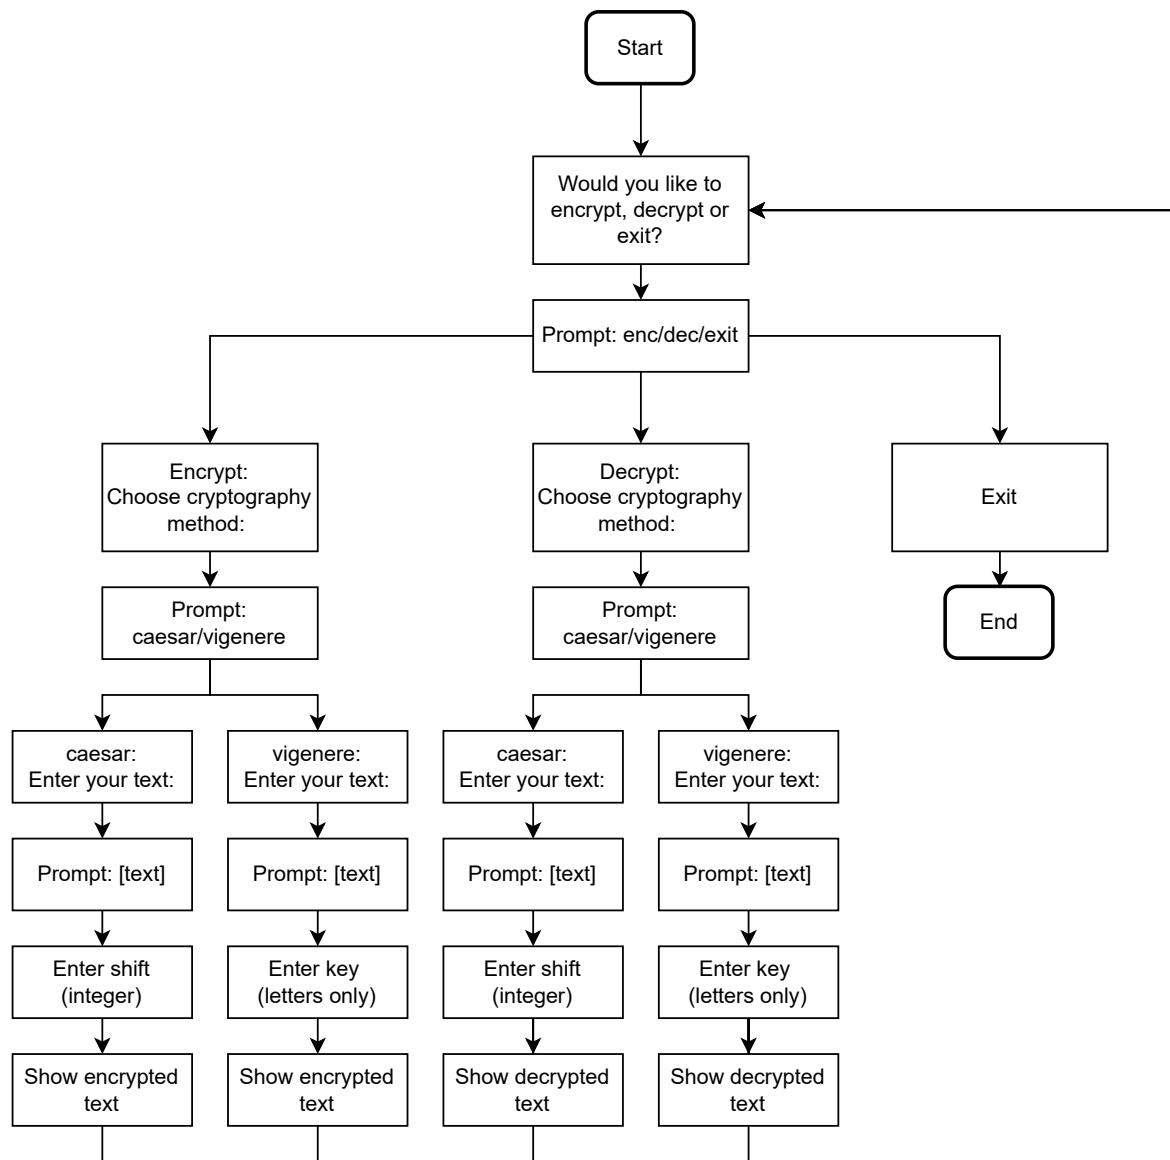 Start
Would you like to
encrypt, decrypt or
exit?
Prompt: enc/dec/exit
Encrypt:
Choose cryptography
method:
Decrypt:
Choose cryptography
method:
Exit
Prompt:
caesar/vigenere
Prompt:
caesar/vigenere
End
caesar:
Enter your text:
vigenere:
Enter your text:
caesar:
Enter your text:
vigenere:
Enter your text:
Prompt: [text]
Prompt: [text]
Prompt: [text]
Prompt: [text]
Enter shift
(integer)
Enter key
(letters only)
Enter shift
(integer)
Enter key
(letters only)
Show encrypted
text
Show encrypted
text
Show decrypted
text
Show decrypted
text